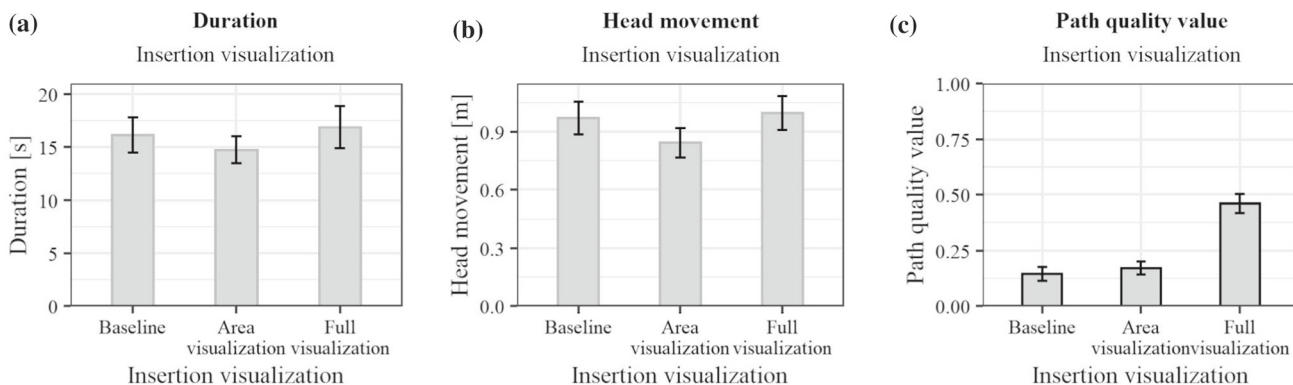 (a)
Duration
Insertion visualization
Duration [s]
20
15
10
5
0
Baseline
Area
visualization
Full
visualization
Insertion visualization
(b)
Head movement
Insertion visualization
Head movement [m]
0.9
0.6
0.3
0.0
Baseline
Area
visualization
Full
visualization
Insertion visualization
(c)
Path quality value
Insertion visualization
Path quality value
1.00
0.75
0.50
0.25
0.00
Baseline
Area
visualization
Full
visualization
Insertion visualization